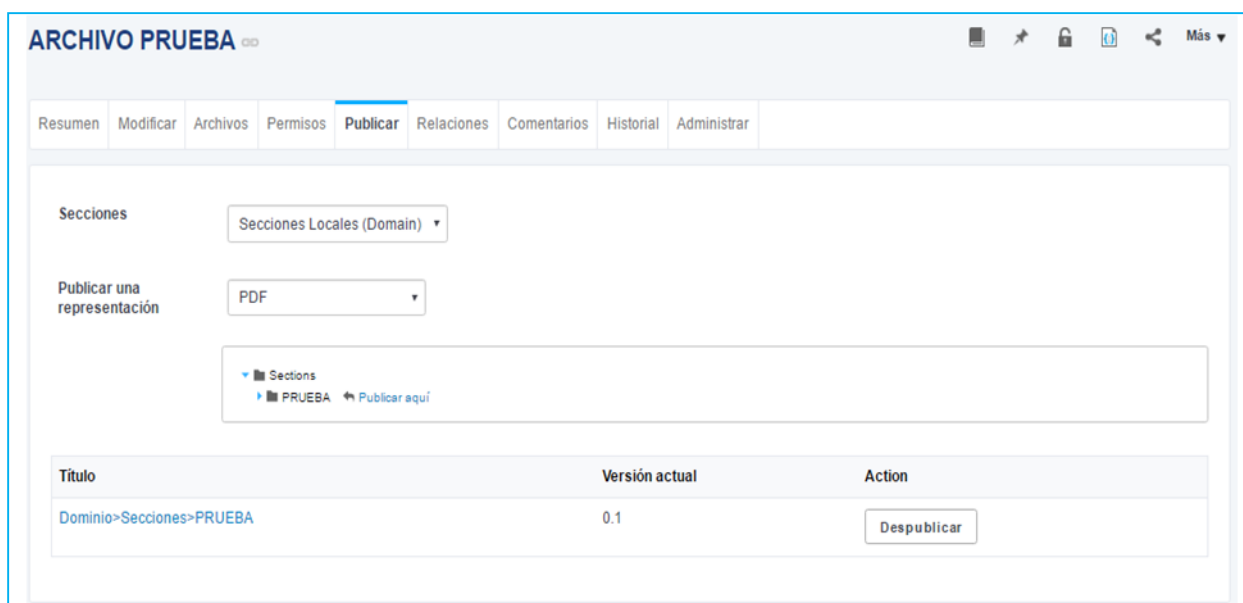 ARCHIVO PRUEBA
Más
Resumen Modificar Archivos Permisos Publicar Relaciones Comentarios Historial Administrar
Secciones
Secciones Locales (Domain)
Publicar una
representación
PDF
Sections
PRUEBA Publicar aquí
Título Versión actual Action
Dominio>Secciones>PRUEBA 0.1 Despublicar